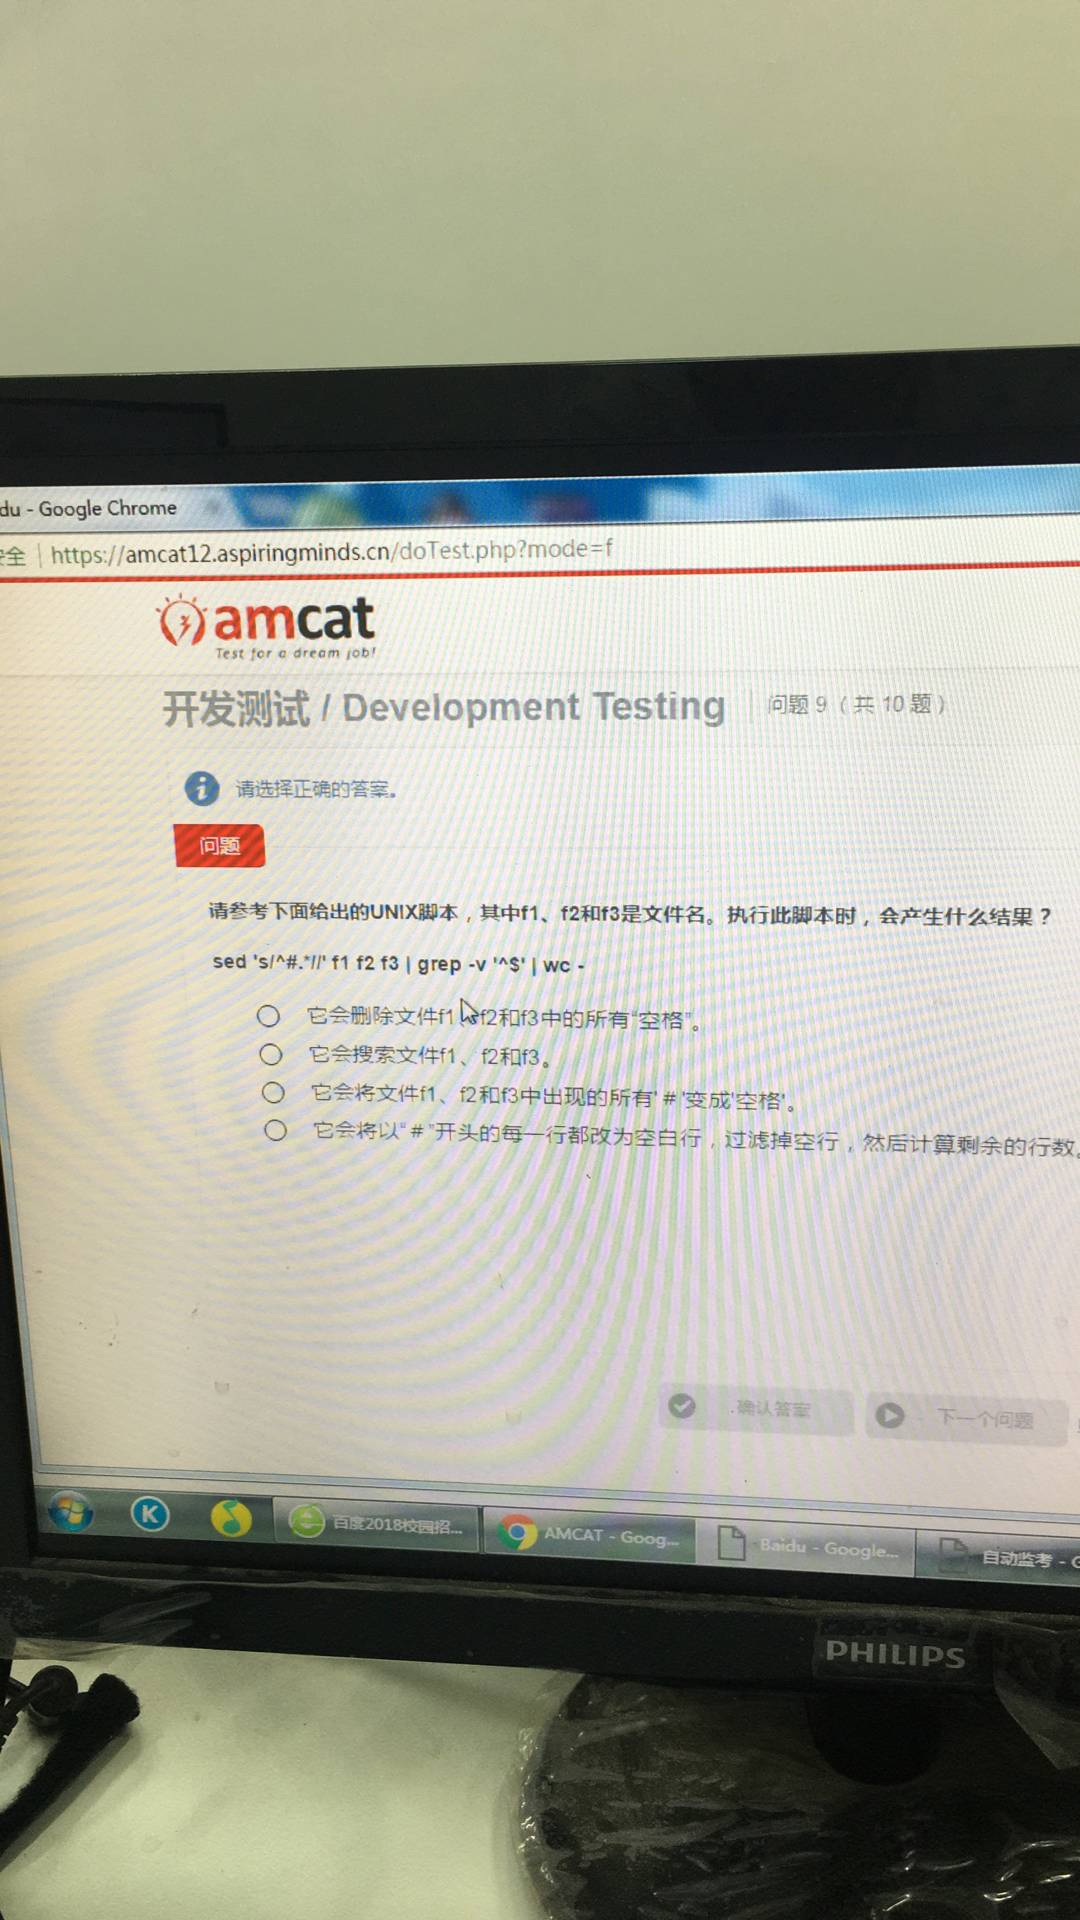 du - Google Chrome
全 https://amcat12.aspiringminds.cn/doTest.php?mode=f
amcat
Test for a dream job!
开发测试 / Development Testing 问题 9 ( 共 10 题 )
请选择正确的答案。
问题
请参考下面给出的UNIX脚本，其中f1、f2和f3是文件名。执行此脚本时，会产生什么结果？
sed 's/^#.*//' f1 f2 f3 | grep -v '^$' | wc -
它会删除文件f1 f2和f3中的所有“空格”。
它会搜索文件f1、f2和f3。
它会将文件f1、f2和f3中出现的所有' # '变成'空格'。
它会将以“ # ”开头的每一行都改为空白行，过滤掉空行，然后计算剩余的行数。
确认答案 下一个问题
K 百度2018校园招... AMCAT - Goog... Baidu - Google... 自动监考 -
PHILIPS